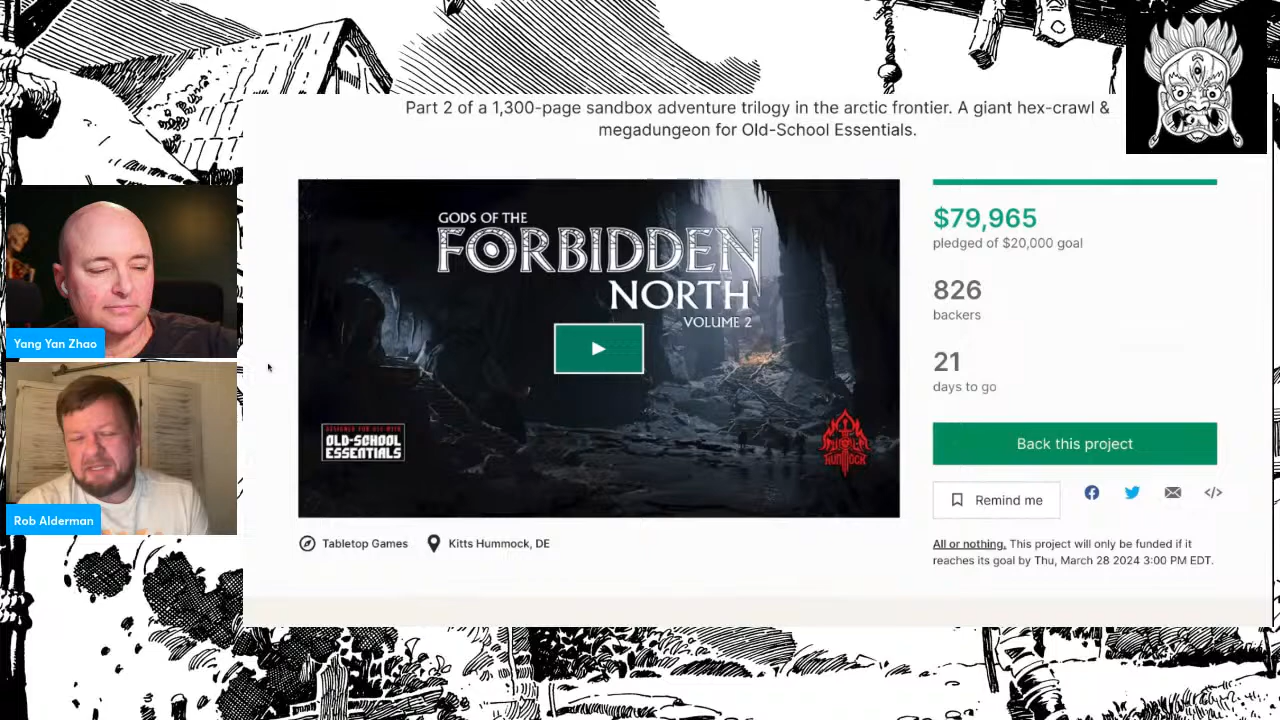 Part 2 of a 1,300-page sandbox adventure trilogy in the arctic frontier. A giant hex-crawl &
megadungeon for Old-School Essentials.
GODS OF THE
FORBIDDEN
NORTH
VOLUME 2
DESIGNED FOR USE WITH
OLD-SCHOOL
ESSENTIALS
Tabletop Games
Kitts Hummock, DE
$79,965
pledged of $20,000 goal
826
backers
21
days to go
Back this project
Remind me
All or nothing. This project will only be funded if it
reaches its goal by Thu, March 28 2024 3:00 PM EDT.
Yang Yan Zhao
Rob Alderman